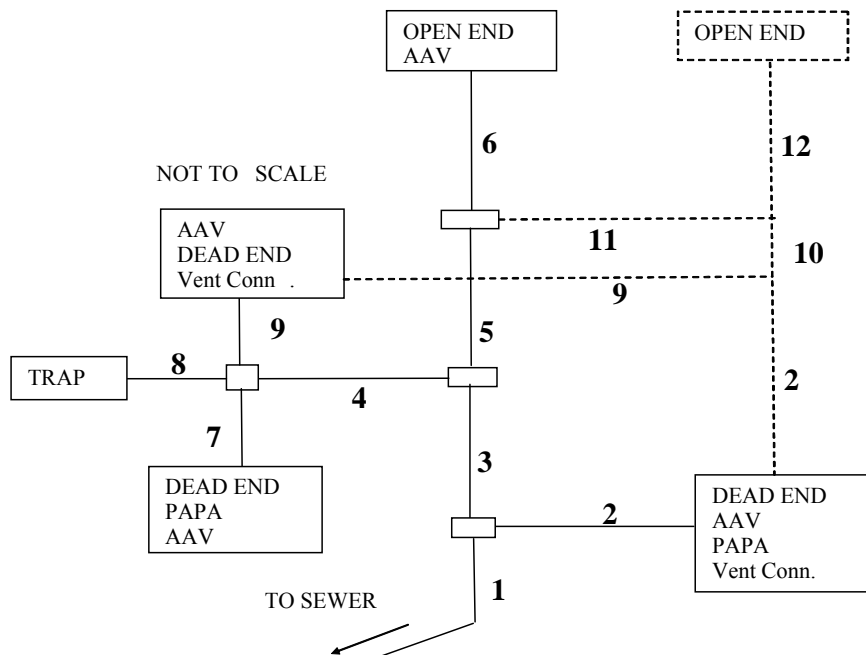 OPEN END
AAV
OPEN END
6
12
NOT TO SCALE
AAV
DEAD END
Vent Conn .
11
10
9
9
5
TRAP
8
4
2
7
3
DEAD END
PAPA
AAV
DEAD END
AAV
PAPA
Vent Conn.
2
1
TO SEWER